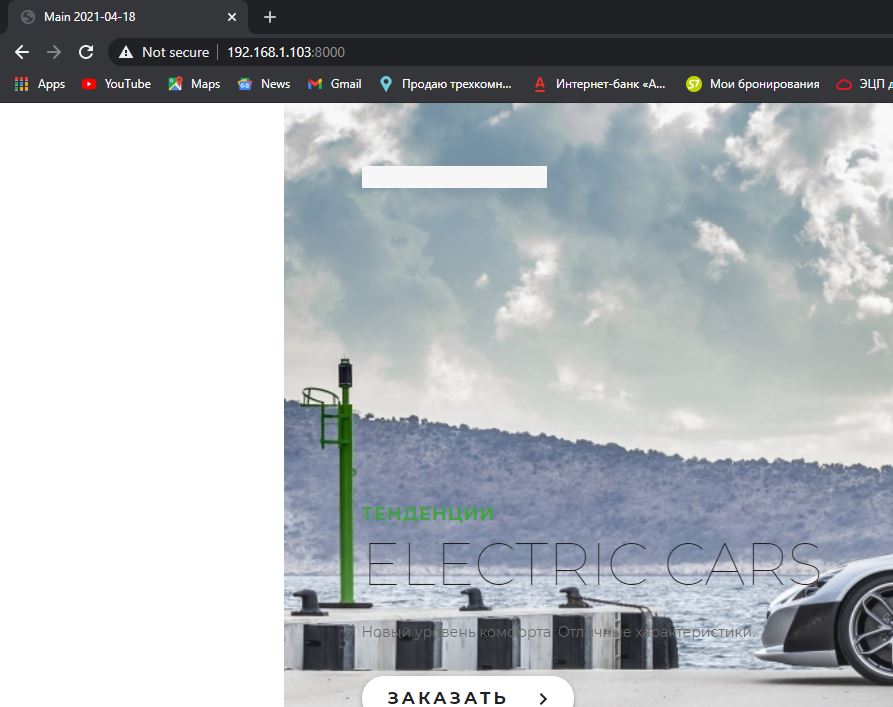 Main 2021-04-18
Not secure 192.168.1.103:8000
Apps YouTube Maps News Gmail Продаю трехкомн... Интернет-банк «А... Мои бронирования ЭЦП д
ТЕНДЕНЦИИ
ELECTRIC CARS
Новый уровень комфорта. Отличные характеристики.
ЗАКАЗАТЬ